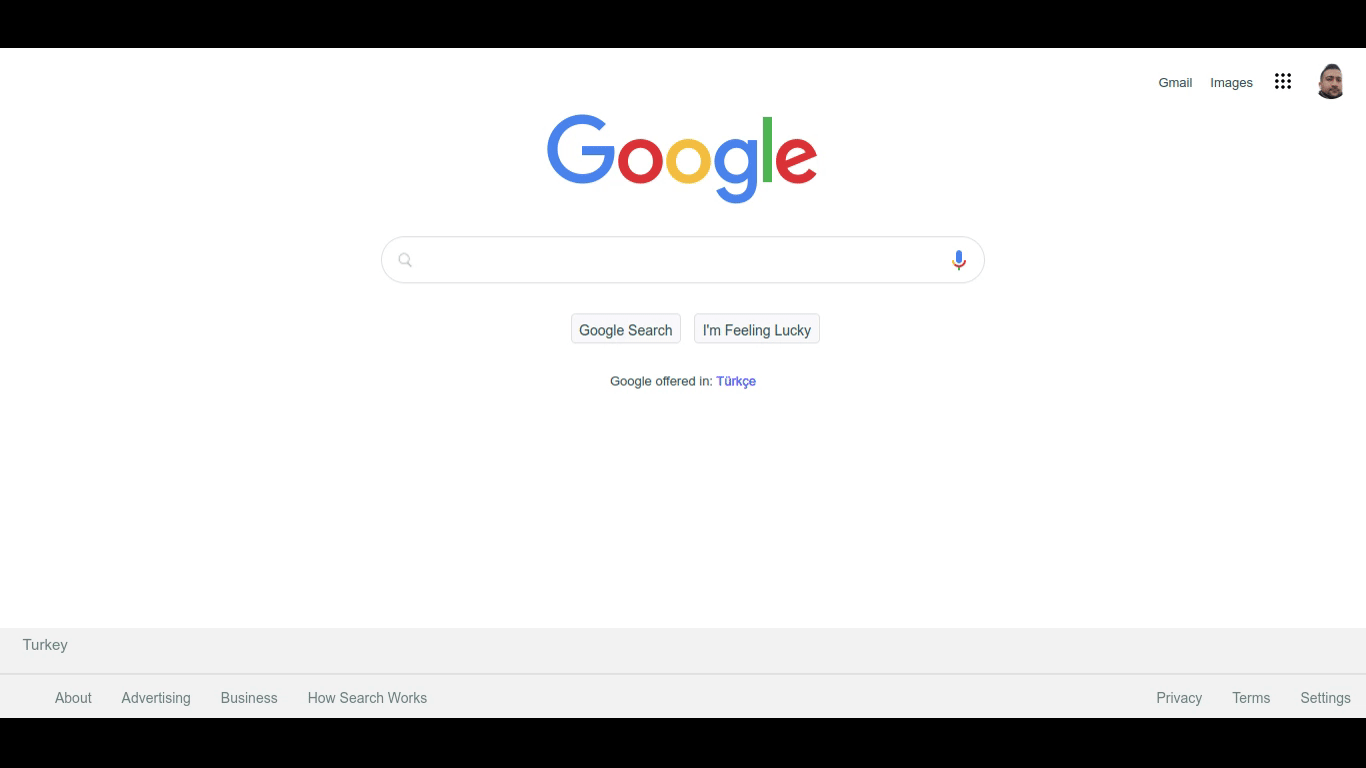 Gmail Images
Google
Google Search I'm Feeling Lucky
Google offered in: Türkçe
Turkey
About Advertising Business How Search Works Privacy Terms Settings